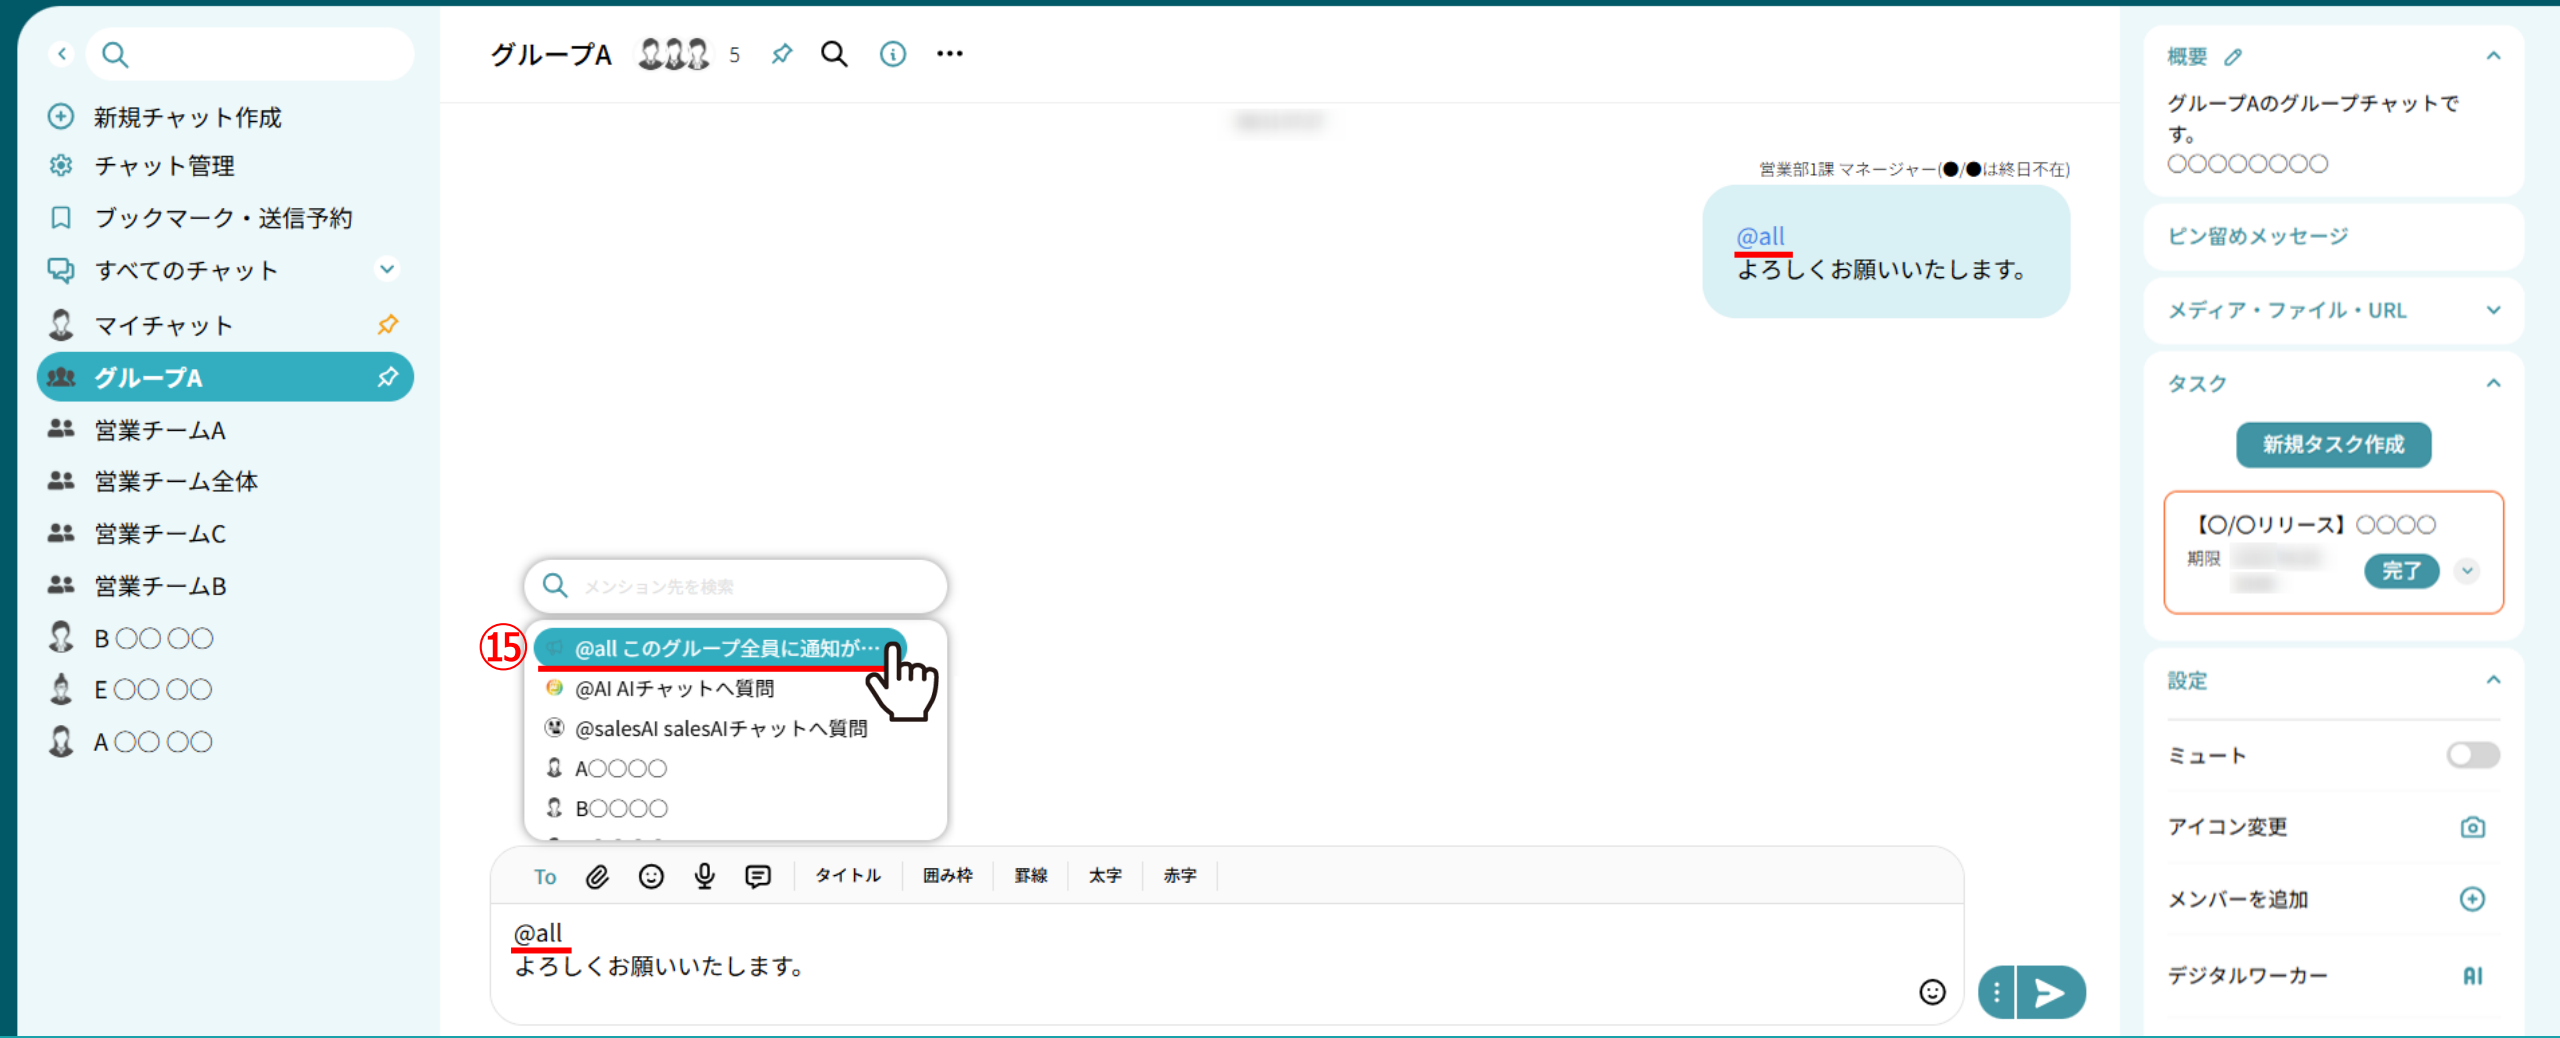 新規チャット作成
チャット管理
ブックマーク・送信予約
すべてのチャット
マイチャット
グループA
営業チームA
営業チーム全体
営業チームC
営業チームB
B〇〇 〇〇
E〇〇 〇〇
A〇〇 〇〇
グループA 5
営業部1課 マネージャー(●/●は終日不在)
@all
よろしくお願いいたします。
メンション先を検索
⑮
@all このグループ全員に通知が…
@AI AIチャットへ質問
@salesAI salesAIチャットへ質問
A〇〇〇〇
B〇〇〇〇
To タイトル 囲み枠 罫線 太字 赤字
@all
よろしくお願いいたします。
概要
グループAのグループチャットで
す。
〇〇〇〇〇〇〇〇
ピン留めメッセージ
メディア・ファイル・URL
タスク
新規タスク作成
【〇/〇リリース】〇〇〇〇
期限
完了
設定
ミュート
アイコン変更
メンバーを追加
デジタルワーカー AI